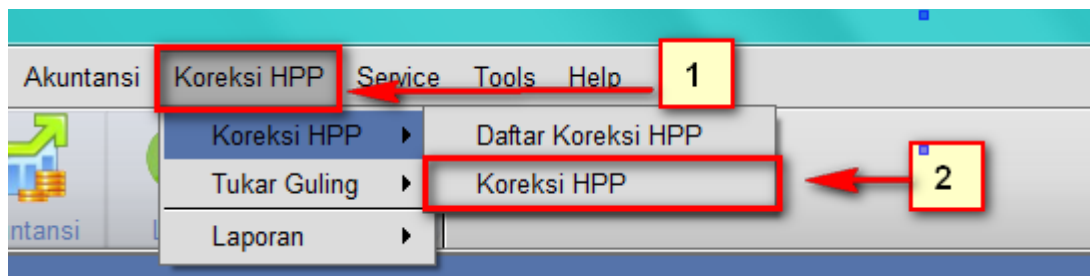 Akuntansi Koreksi HPP Service Tools Help 1
Koreksi HPP Daftar Koreksi HPP
Tukar Guling Koreksi HPP 2
ntansi L Laporan